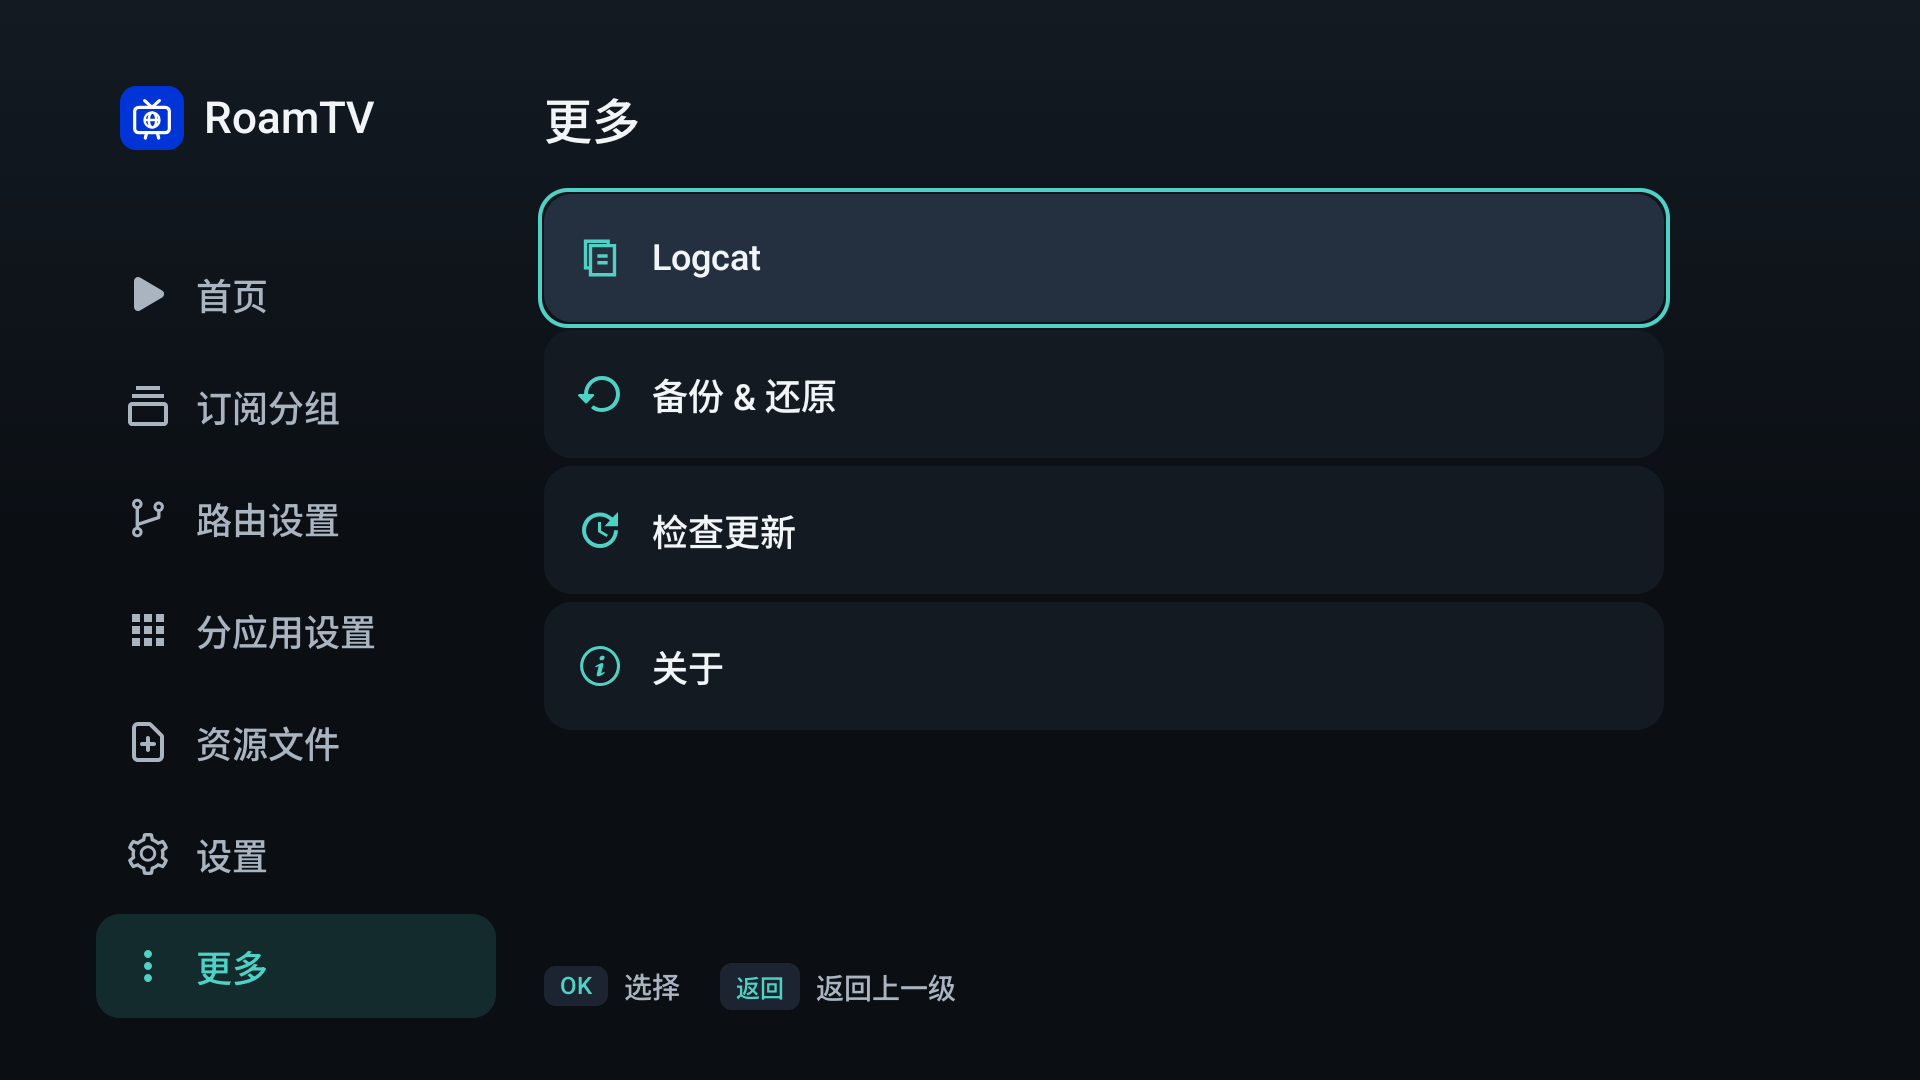 RoamTV
首页
订阅分组
路由设置
分应用设置
资源文件
设置
更多
更多
Logcat
备份 & 还原
检查更新
关于
OK 选择 返回 返回上一级